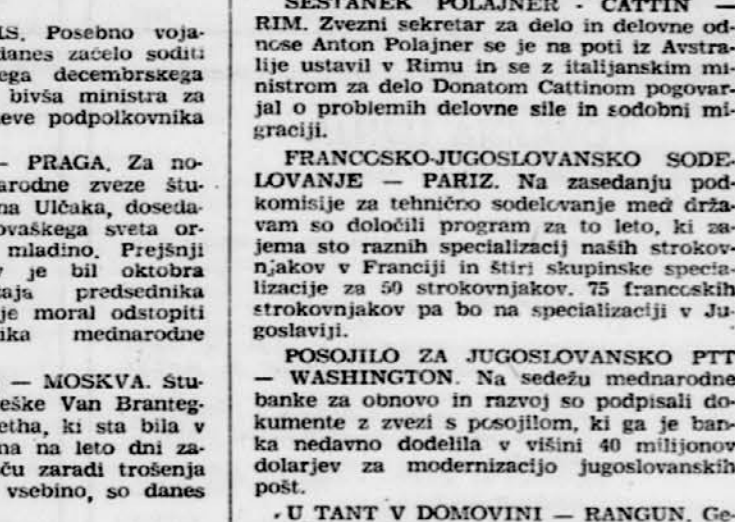 IS. Posebno voja-
danes začelo soditi
ega decembrskega
bivša ministra za
eve podpolkovnika
— PRAGA. Za no-
arodne zveze štu-
na Ulčaka, doseda-
ovaškega sveta or-
mladino. Prejšnji
je bil oktobra
aja predsednika
je moral odstopiti
ika mednarodne
— MOSKVA. Štu-
eške Van Branteg-
etha, ki sta bila v
na na leto dni za-
ču zaradi trošenja
vsebino, so danes
SESTANEK POLAJNER - CATTIN —
RIM. Zvezni sekretar za delo in delovne od-
nose Anton Polajner se je na poti iz Avstra-
lije ustavil v Rimu in se z italijanskim mi-
nistrom za delo Donatom Cattinom pogovar-
jal o problemih delovne sile in sodobni mi-
graciji.
FRANCOSKO-JUGOSLOVANSKO SODE-
LOVANJE — PARIZ. Na zasedanju pod-
komisije za tehnično sodelovanje med drža-
vam so določili program za to leto, ki za-
jema sto raznih specializacij naših strokov-
njakov v Franciji in štiri skupinske specia-
lizacije za 50 strokovnjakov. 75 francoskih
strokovnjakov pa bo na specializaciji v Ju-
goslaviji.
POSOJILO ZA JUGOSLOVANSKO PTT
— WASHINGTON. Na sedežu mednarodne
banke za obnovo in razvoj so podpisali do-
kumente z zvezi s posojilom, ki ga je ban-
ka nedavno dodelila v višini 40 milijonov
dolarjev za modernizacijo jugoslovanskih
pošt.
U TANT V DOMOVINI — RANGUN. Ge-